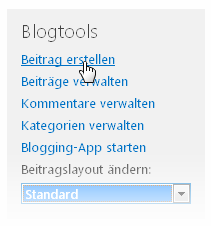 Blogtools
Beitrag erstellen
Beiträge verwalten
Kommentare verwalten
Kategorien verwalten
Blogging-App starten
Beitragslayout ändern:
Standard